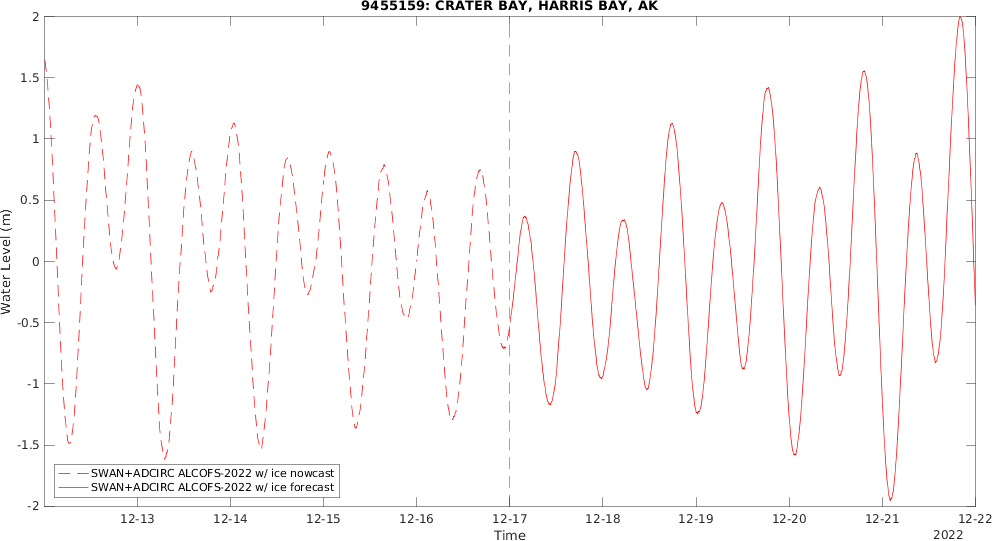 9455159: CRATER BAY, HARRIS BAY, AK
Water Level (m)
2
1.5
1
0.5
0
-0.5
-1
-1.5
-2
SWAN+ADCIRC ALCOFS-2022 w/ ice nowcast
SWAN+ADCIRC ALCOFS-2022 w/ ice forecast
12-13 12-14 12-15 12-16 12-17 12-18 12-19 12-20 12-21 12-22
Time
2022